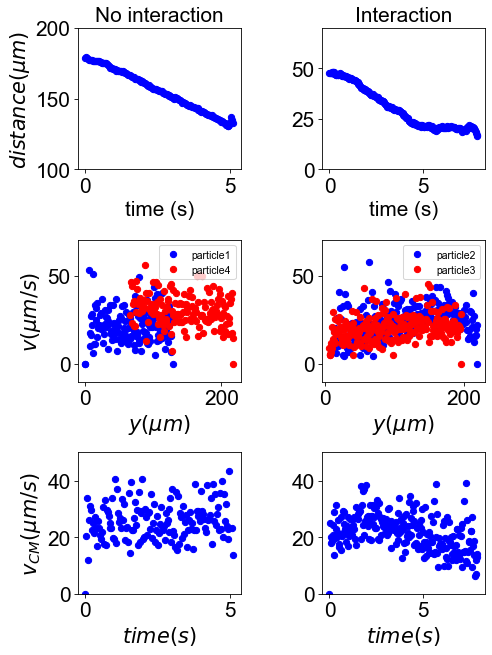 No interaction
Interaction
distance(μm)
200
150
100
0
5
time (s)
50
0
0
5
time (s)
v(μm/s)
50
0
particle1
particle4
0
200
y(μm)
particle2
particle3
50
0
0
200
y(μm)
v_CM(μm/s)
40
20
0
0
5
time(s)
40
20
0
0
5
time(s)